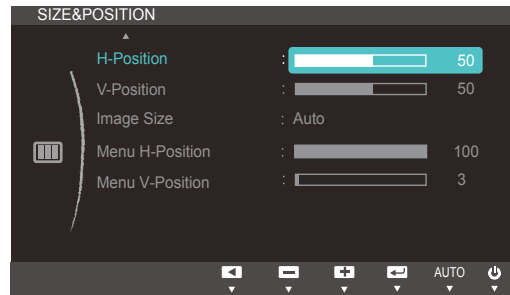 SIZE&POSITION
H-Position : 50
V-Position : 50
Image Size : Auto
Menu H-Position : 100
Menu V-Position : 3
AUTO